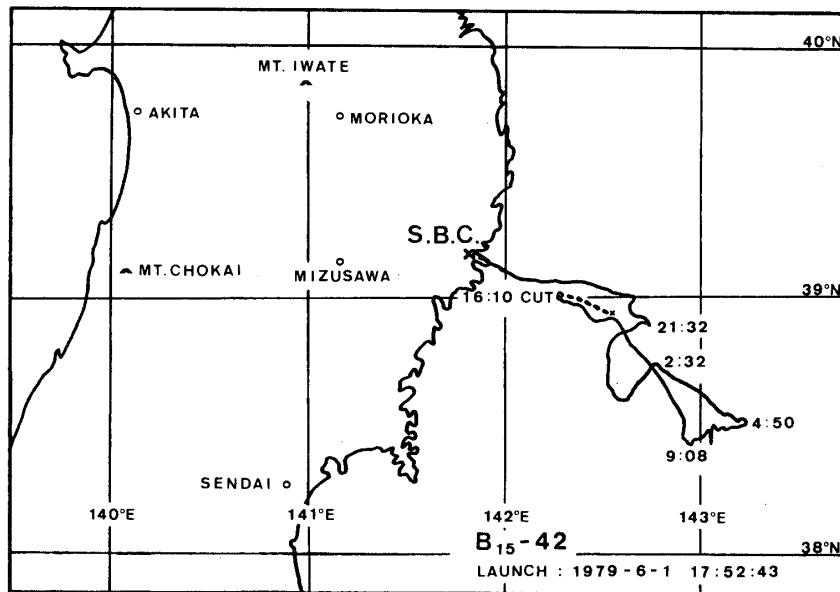 40°N
MT. IWATE
AKITA
MORIOKA
S.B.C.
MT.CHOKAI
MIZUSAWA
39°N
16:10 CUT
21:32
2:32
4:50
9:08
SENDAI
140°E
141°E
142°E
143°E
B15-42
38°N
LAUNCH : 1979-6-1 17:52:43